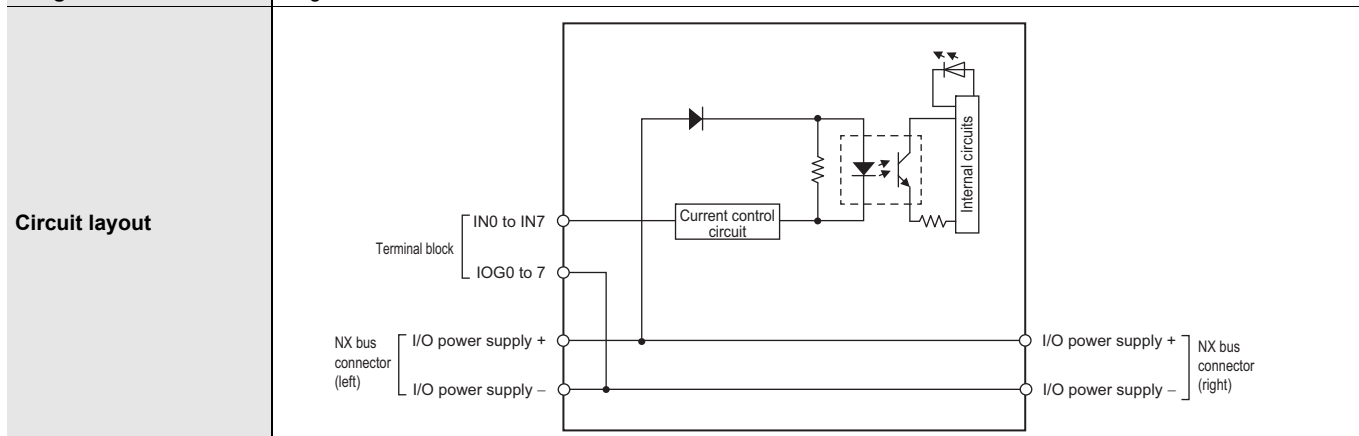 Circuit layout
Internal circuits
IN0 to IN7
Current control
circuit
Terminal block
IOG0 to 7
NX bus
connector
(left)
I/O power supply +
I/O power supply –
I/O power supply +
I/O power supply –
NX bus
connector
(right)